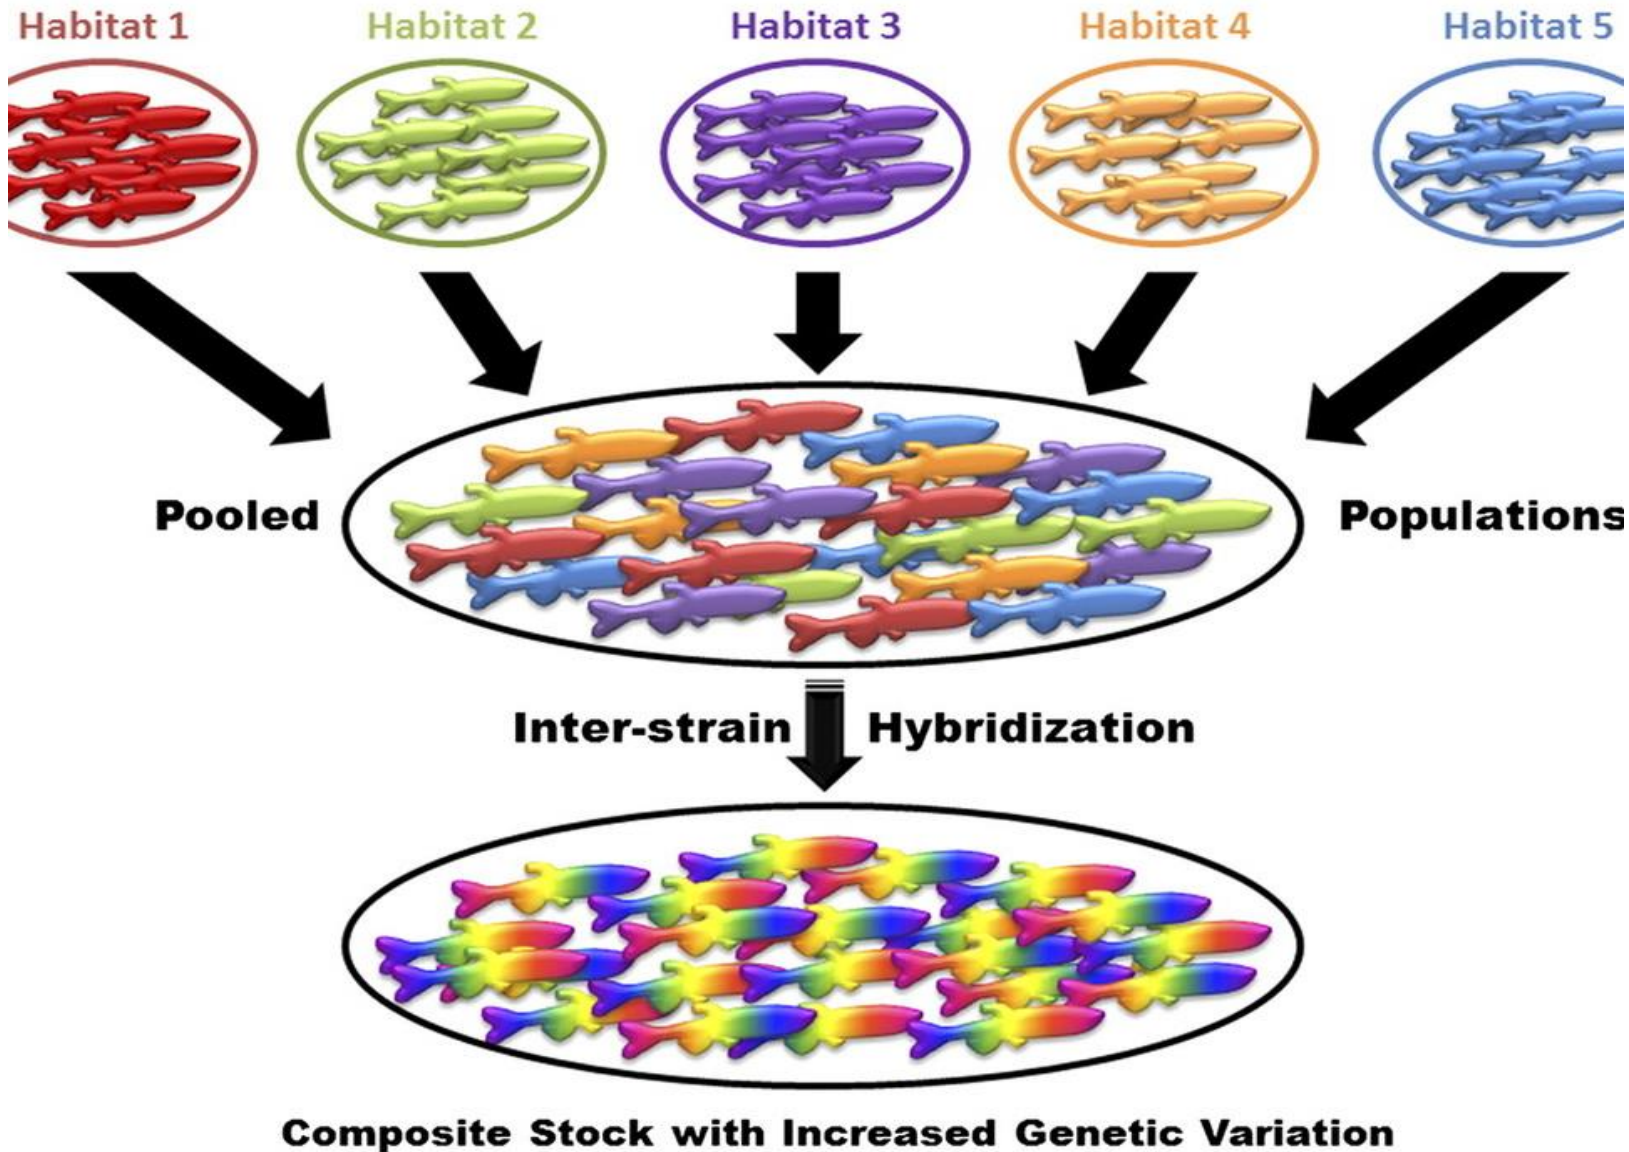 Habitat 1 Habitat 2 Habitat 3 Habitat 4 Habitat 5
Pooled Populations
Inter-strain Hybridization
Composite Stock with Increased Genetic Variation